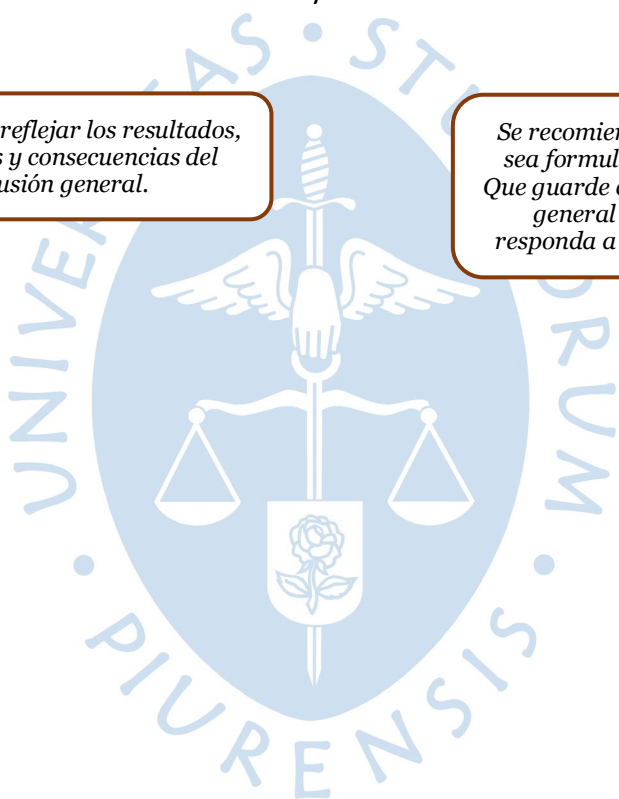 reflejar los resultados,
s y consecuencias del
usión general.
Se recomien
sea formul
Que guarde
general
responda a
UNIVERSITAS • STUDIORUM • PIURENSIS •